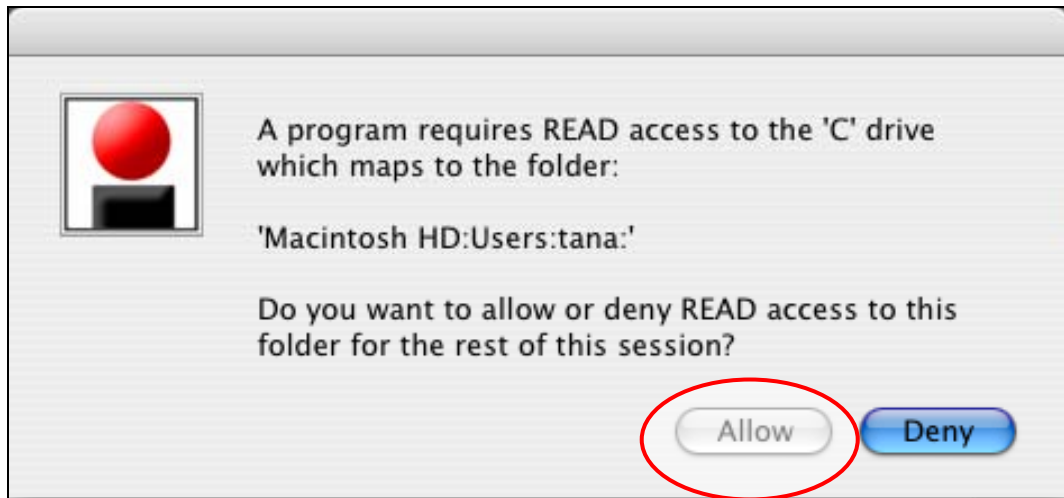 A program requires READ access to the 'C' drive
which maps to the folder:
'Macintosh HD:Users:tana:'
Do you want to allow or deny READ access to this
folder for the rest of this session?
Allow
Deny